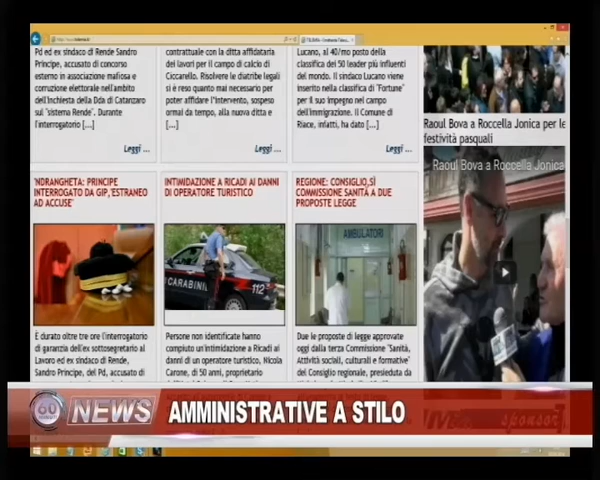 Pd ed ex sindaco di Rende Sandro
Principe, accusato di concorso
esterno in associazione mafiosa e
corruzione elettorale nell'ambito
dell'inchiesta della Dda di Catanzaro
sul "sistema Rende". Durante
l'interrogatorio [...]
Leggi ...
contrattuale con la ditta affidataria
dei lavori per il campo di calcio di
Ciccarello. Risolvere le diatribe legali
si è reso quanto mai necessario per
poter affidare l'intervento, sospeso
ormai da tempo, alla nuova ditta e
[...]
Leggi ...
Lucano, al 40/mo posto della
classifica dei 50 leader più influenti
del mondo. Il sindaco Lucano viene
inserito nella classifica di "Fortune"
per il suo impegno nel campo
dell'immigrazione. Il Comune di
Riace, infatti, ha dato [...]
Leggi ...
Raoul Bova a Roccella Jonica per le
festività pasquali
Raoul Bova a Roccella Jonica
'NDRANGHETA: PRINCIPE
INTERROGATO DA GIP,'ESTRANEO
AD ACCUSE'
INTIMIDAZIONE A RICADI AI DANNI
DI OPERATORE TURISTICO
REGIONE: CONSIGLIO,SÌ
COMMISSIONE SANITÀ A DUE
PROPOSTE LEGGE
CARABINIERI
112
AMBULATORI
È durato oltre tre ore l'interrogatorio
di garanzia dell'ex sottosegretario al
Lavoro ed ex sindaco di Rende,
Sandro Principe, del Pd, accusato di
Persone non identificate hanno
compiuto un'intimidazione a Ricadi ai
danni di un operatore turistico, Nicola
Carone, di 50 anni, proprietario
Due le proposte di legge approvate
oggi dalla terza Commissione "Sanità,
Attività sociali, culturali e formative"
del Consiglio regionale, presieduta da
60 NEWS
AMMINISTRATIVE A STILO
sponsor